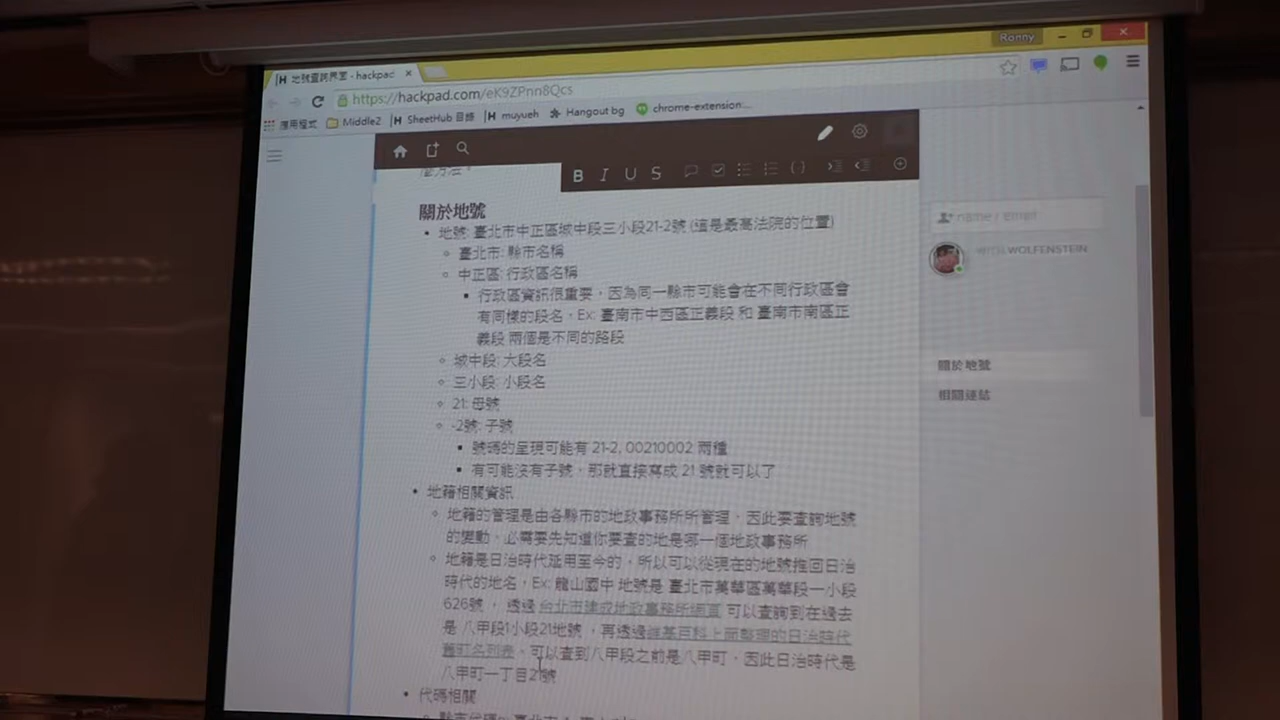 Ronny
地號查詢界面 - hackpad
https://hackpad.com/eK9ZPnn8Qcs
應用程式 Middle2 SheetHub 目錄 muyueh Hangout bg chrome-extension...
B I U S
關於地號
地號: 臺北市中正區城中段三小段21-2號 (這是最高法院的位置)
臺北市: 縣市名稱
中正區: 行政區名稱
行政區資訊很重要，因為同一縣市可能會在不同行政區會
有同樣的段名，Ex: 臺南市中西區正義段 和 臺南市南區正
義段 兩個是不同的路段
城中段: 大段名
三小段: 小段名
21: 母號
-2號: 子號
號碼的呈現可能有 21-2, 00210002 兩種
有可能沒有子號，那就直接寫成 21 號就可以了
地籍相關資訊
地籍的管理是由各縣市的地政事務所所管理，因此要查詢地號
的變動，必需要先知道你要查的地是哪一個地政事務所
地籍是日治時代延用至今的，所以可以從現在的地號推回日治
時代的地名，Ex: 龍山國中 地號是 臺北市萬華區萬華段一小段
626號， 透過 台北市建成地政事務所網頁 可以查詢到在過去
是 八甲段1小段21地號 ，再透過維基百科上面整理的日治時代
舊町名列表，可以查到八甲段之前是八甲町，因此日治時代是
八甲町一丁目21號
代碼相關
name / email
WOLFENSTEIN
關於地號
相關連結